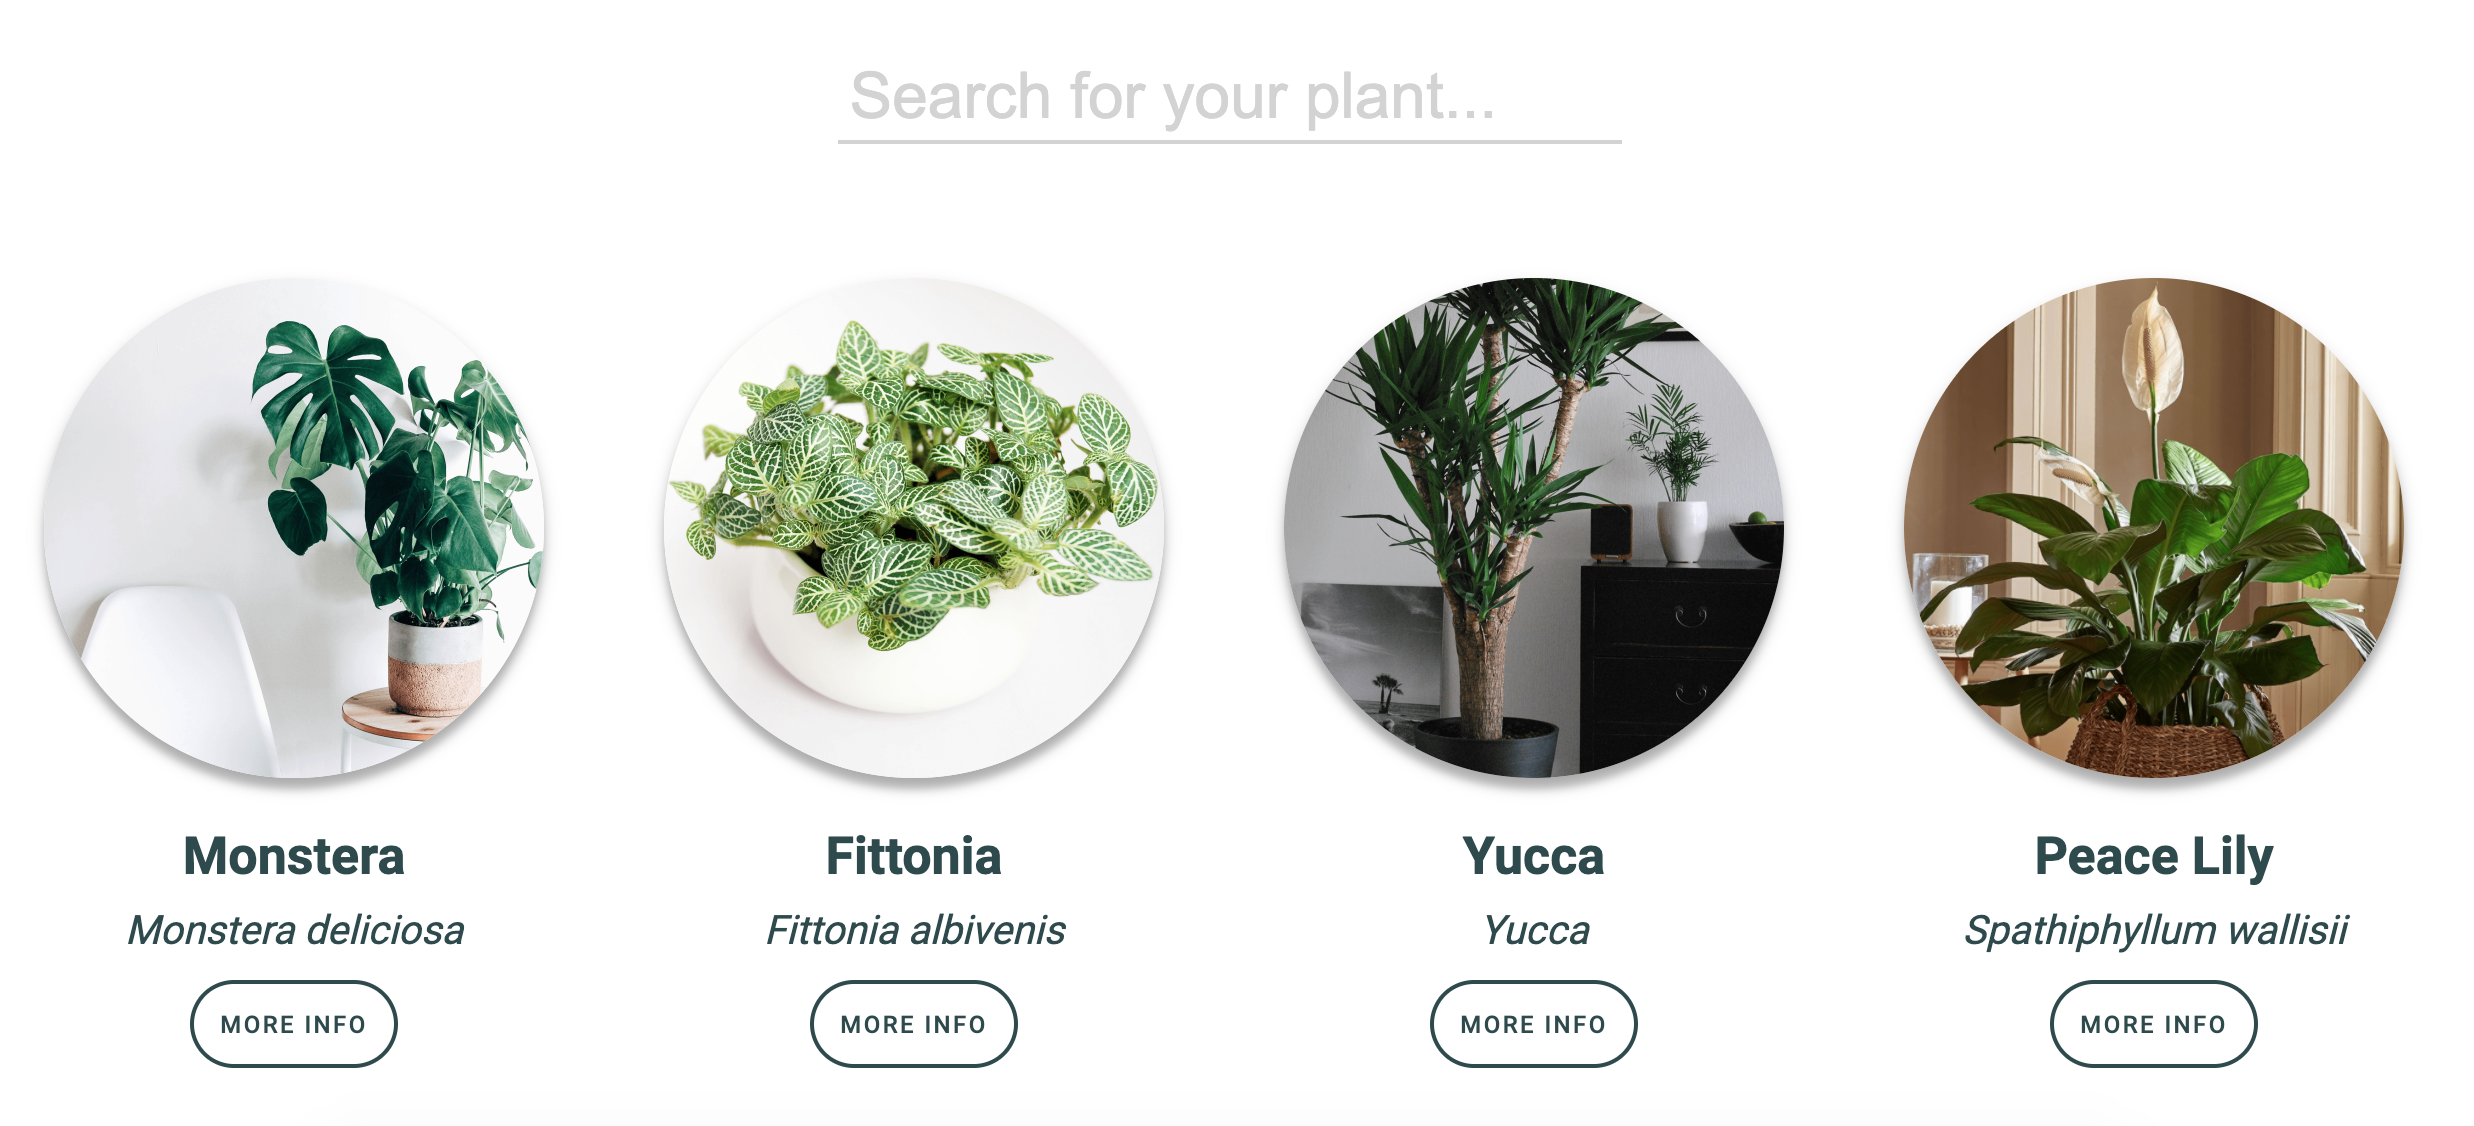 Search for your plant...
Monstera
Fittonia
Yucca
Peace Lily
Monstera deliciosa
Fittonia albivenis
Yucca
Spathiphyllum wallisii
MORE INFO
MORE INFO
MORE INFO
MORE INFO